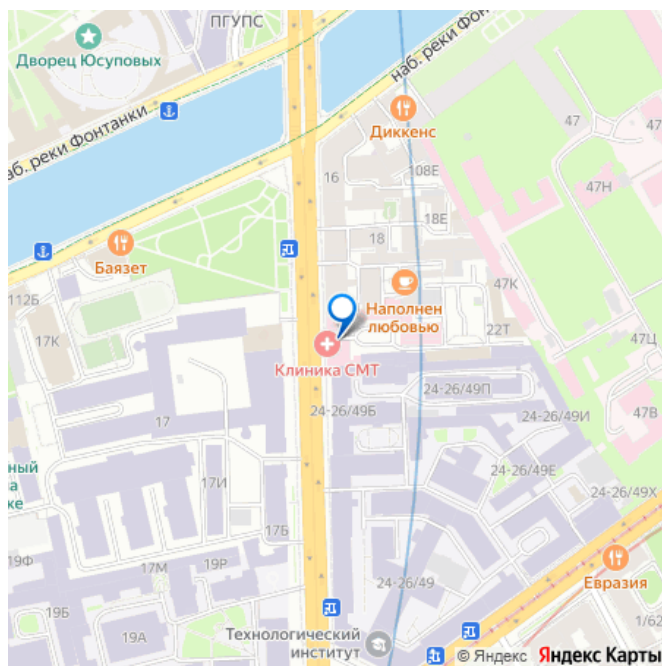 ПГУПС
Дворец Юсуповых
наб. реки Фонтанки
Диккенс
47
аб. реки Фонтанки
16
108Е
47Н
18Е
18
Баязет
Наполнен
любовью
47К
112Б
22Т
17К
Клиника СМТ
47Ц
24-26/49П
24-26/49Б
47В
24-26/49И
17
ный
а
ке
17И
24-26/49Е
24-26/49Х
17Б
19Ф
19Р
17М
24-26/49
Евразия
19Б
1/62
19А
Технологический
институт
© Яндекс Яндекс Карты